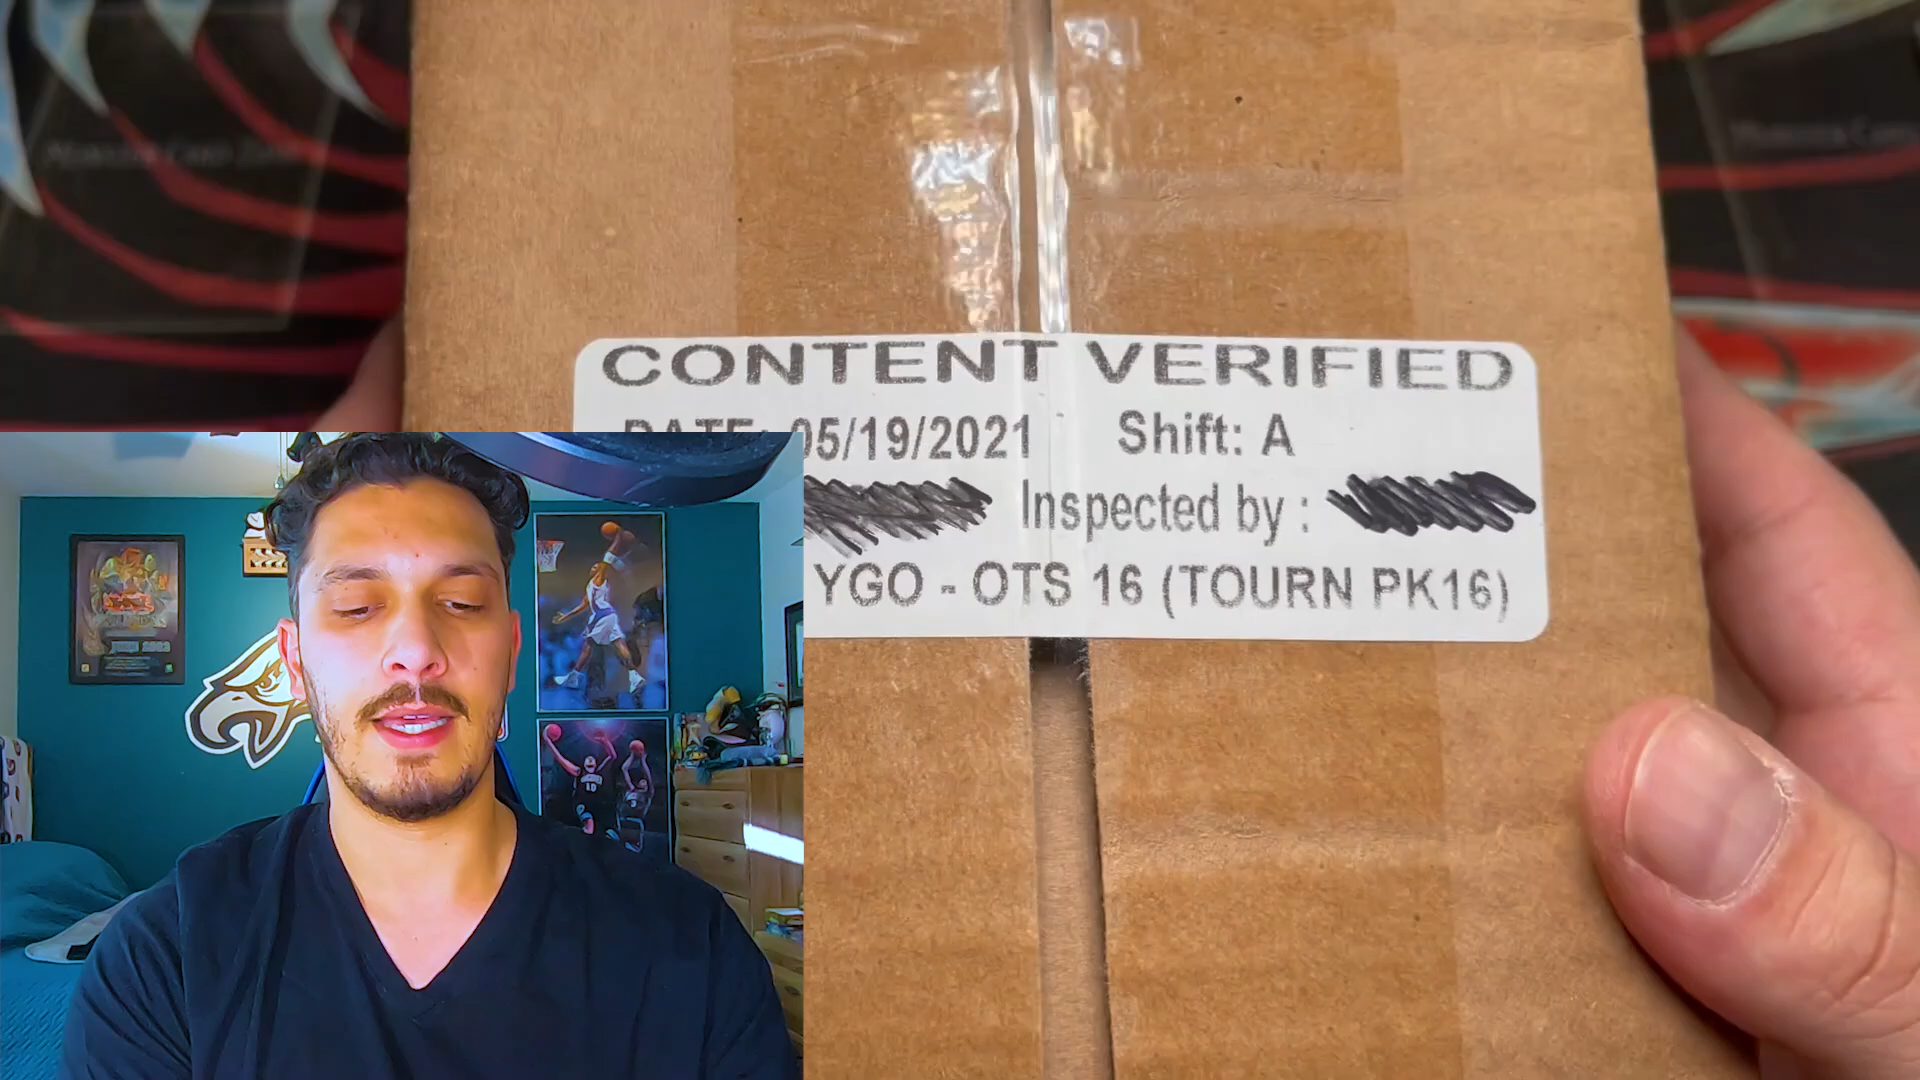 CONTENT VERIFIED
DATE: 05/19/2021 Shift: A
Inspected by :
YGO - OTS 16 (TOURN PK16)